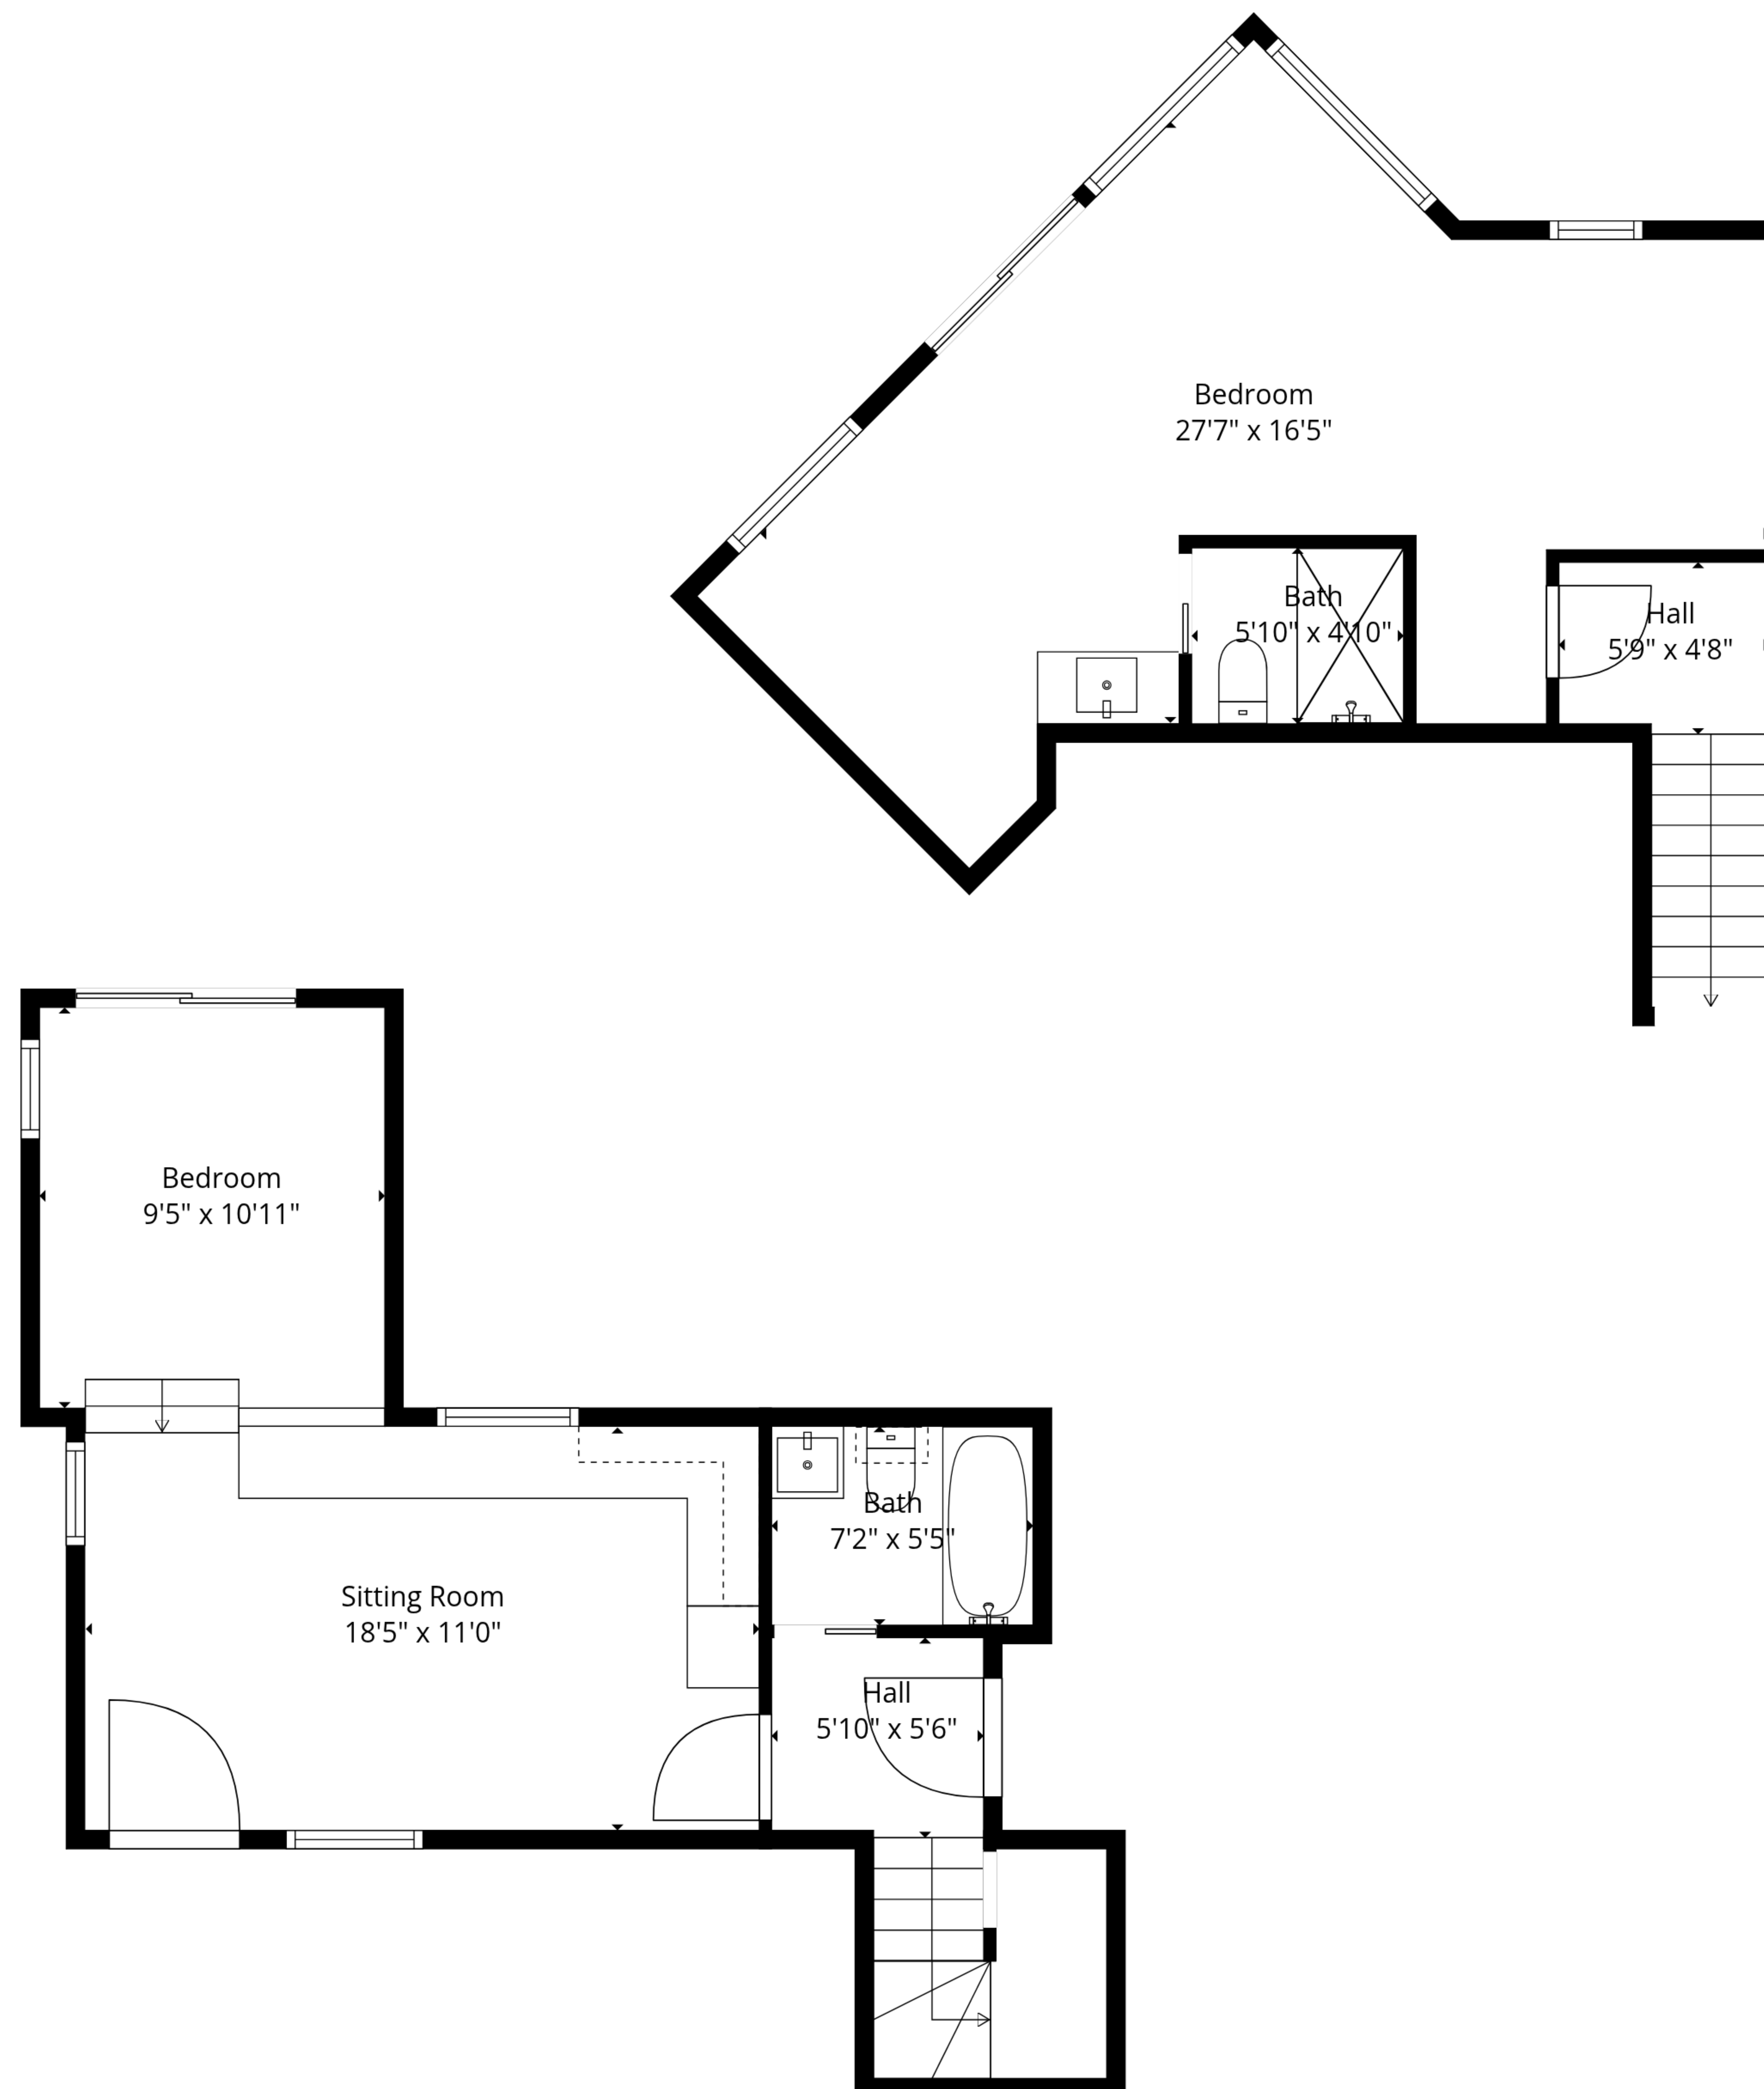 Bedroom
27'7" x 16'5"
Bath
5'10" x 4'10"
Hall
5'9" x 4'8"
Bedroom
9'5" x 10'11"
Bath
7'2" x 5'5"
Sitting Room
18'5" x 11'0"
Hall
5'10" x 5'6"